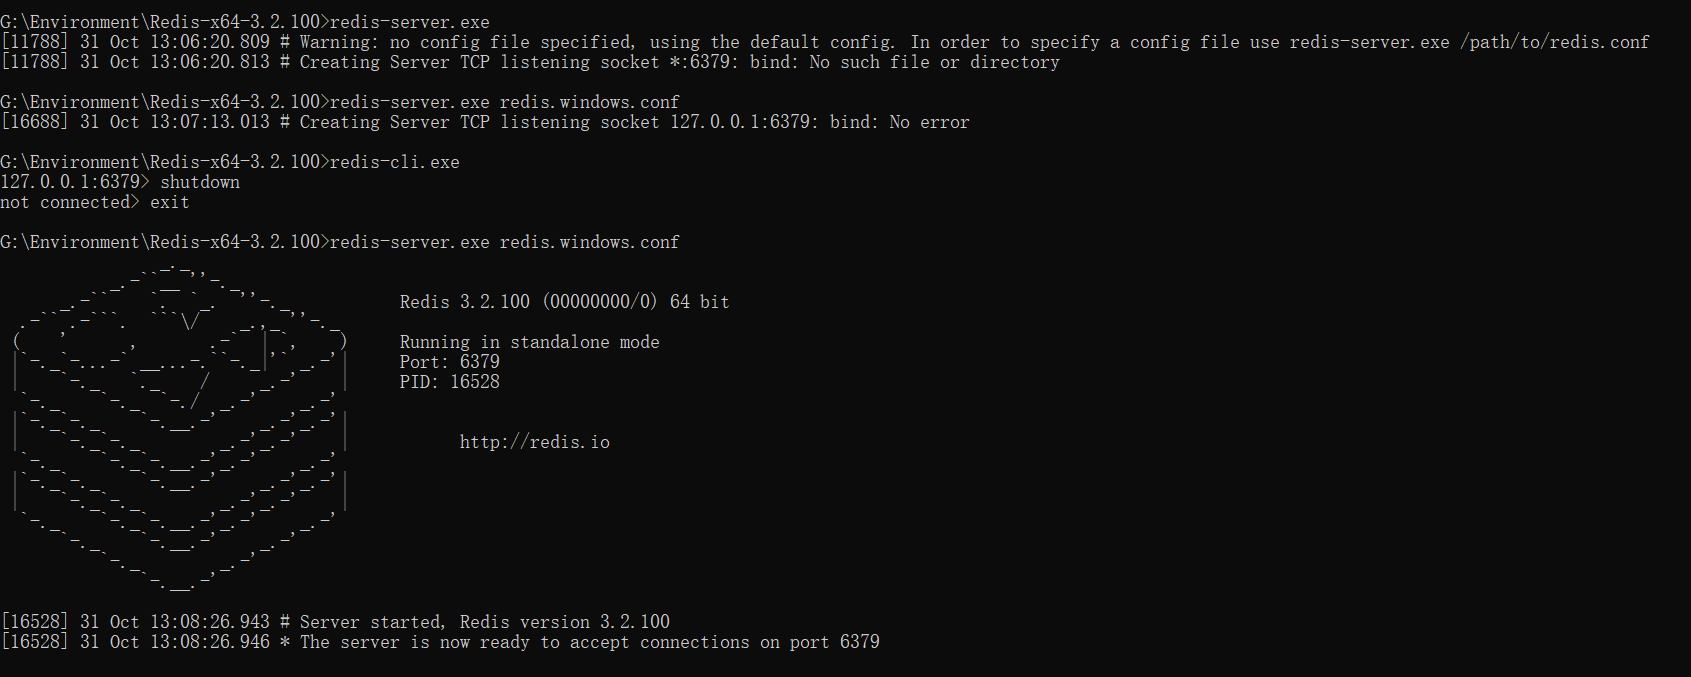 G:\Environment\Redis-x64-3.2.100>redis-server.exe
[11788] 31 Oct 13:06:20.809 # Warning: no config file specified, using the default config. In order to specify a config file use redis-server.exe /path/to/redis.conf
[11788] 31 Oct 13:06:20.813 # Creating Server TCP listening socket *:6379: bind: No such file or directory
G:\Environment\Redis-x64-3.2.100>redis-server.exe redis.windows.conf
[16688] 31 Oct 13:07:13.013 # Creating Server TCP listening socket 127.0.0.1:6379: bind: No error
G:\Environment\Redis-x64-3.2.100>redis-cli.exe
127.0.0.1:6379> shutdown
not connected> exit
G:\Environment\Redis-x64-3.2.100>redis-server.exe redis.windows.conf
Redis 3.2.100 (00000000/0) 64 bit
Running in standalone mode
Port: 6379
PID: 16528
http://redis.io
[16528] 31 Oct 13:08:26.943 # Server started, Redis version 3.2.100
[16528] 31 Oct 13:08:26.946 * The server is now ready to accept connections on port 6379